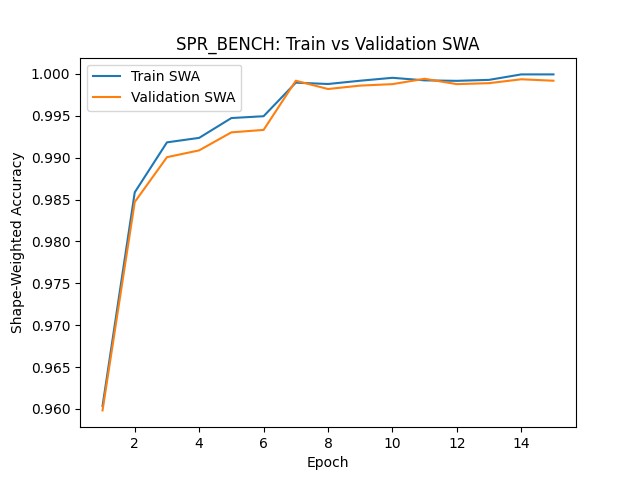 SPR_BENCH: Train vs Validation SWA
Train SWA
Validation SWA
Shape-Weighted Accuracy
1.000
0.995
0.990
0.985
0.980
0.975
0.970
0.965
0.960
2 4 6 8 10 12 14
Epoch